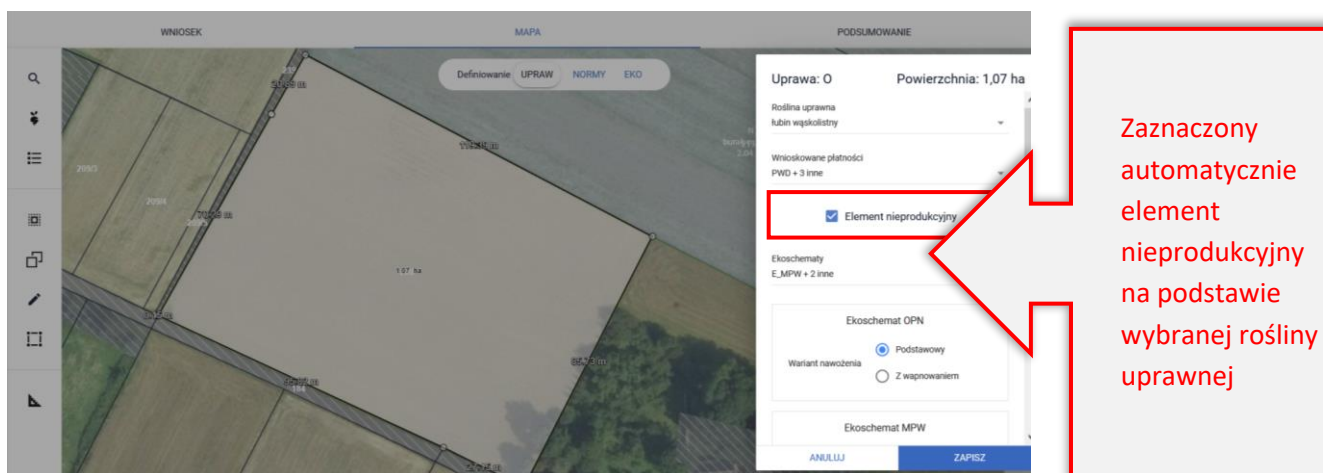 WNIOSEK MAPA PODSUMOWANIE
Definiowanie UPRAW NORMY EKO
Uprawa: O Powierzchnia: 1,07 ha
Roślina uprawna
łubin wąskolistny
Wnioskowane płatności
PWD + 3 inne
Element nieprodukcyjny
Ekoschematy
E_MPW + 2 inne
Ekoschemat OPN
Wariant nawożenia
Podstawowy
Z wapnowaniem
Ekoschemat MPW
ANULUJ ZAPISZ
1.07 ha
Zaznaczony
automatycznie
element
nieprodukcyjny
na podstawie
wybranej rośliny
uprawnej